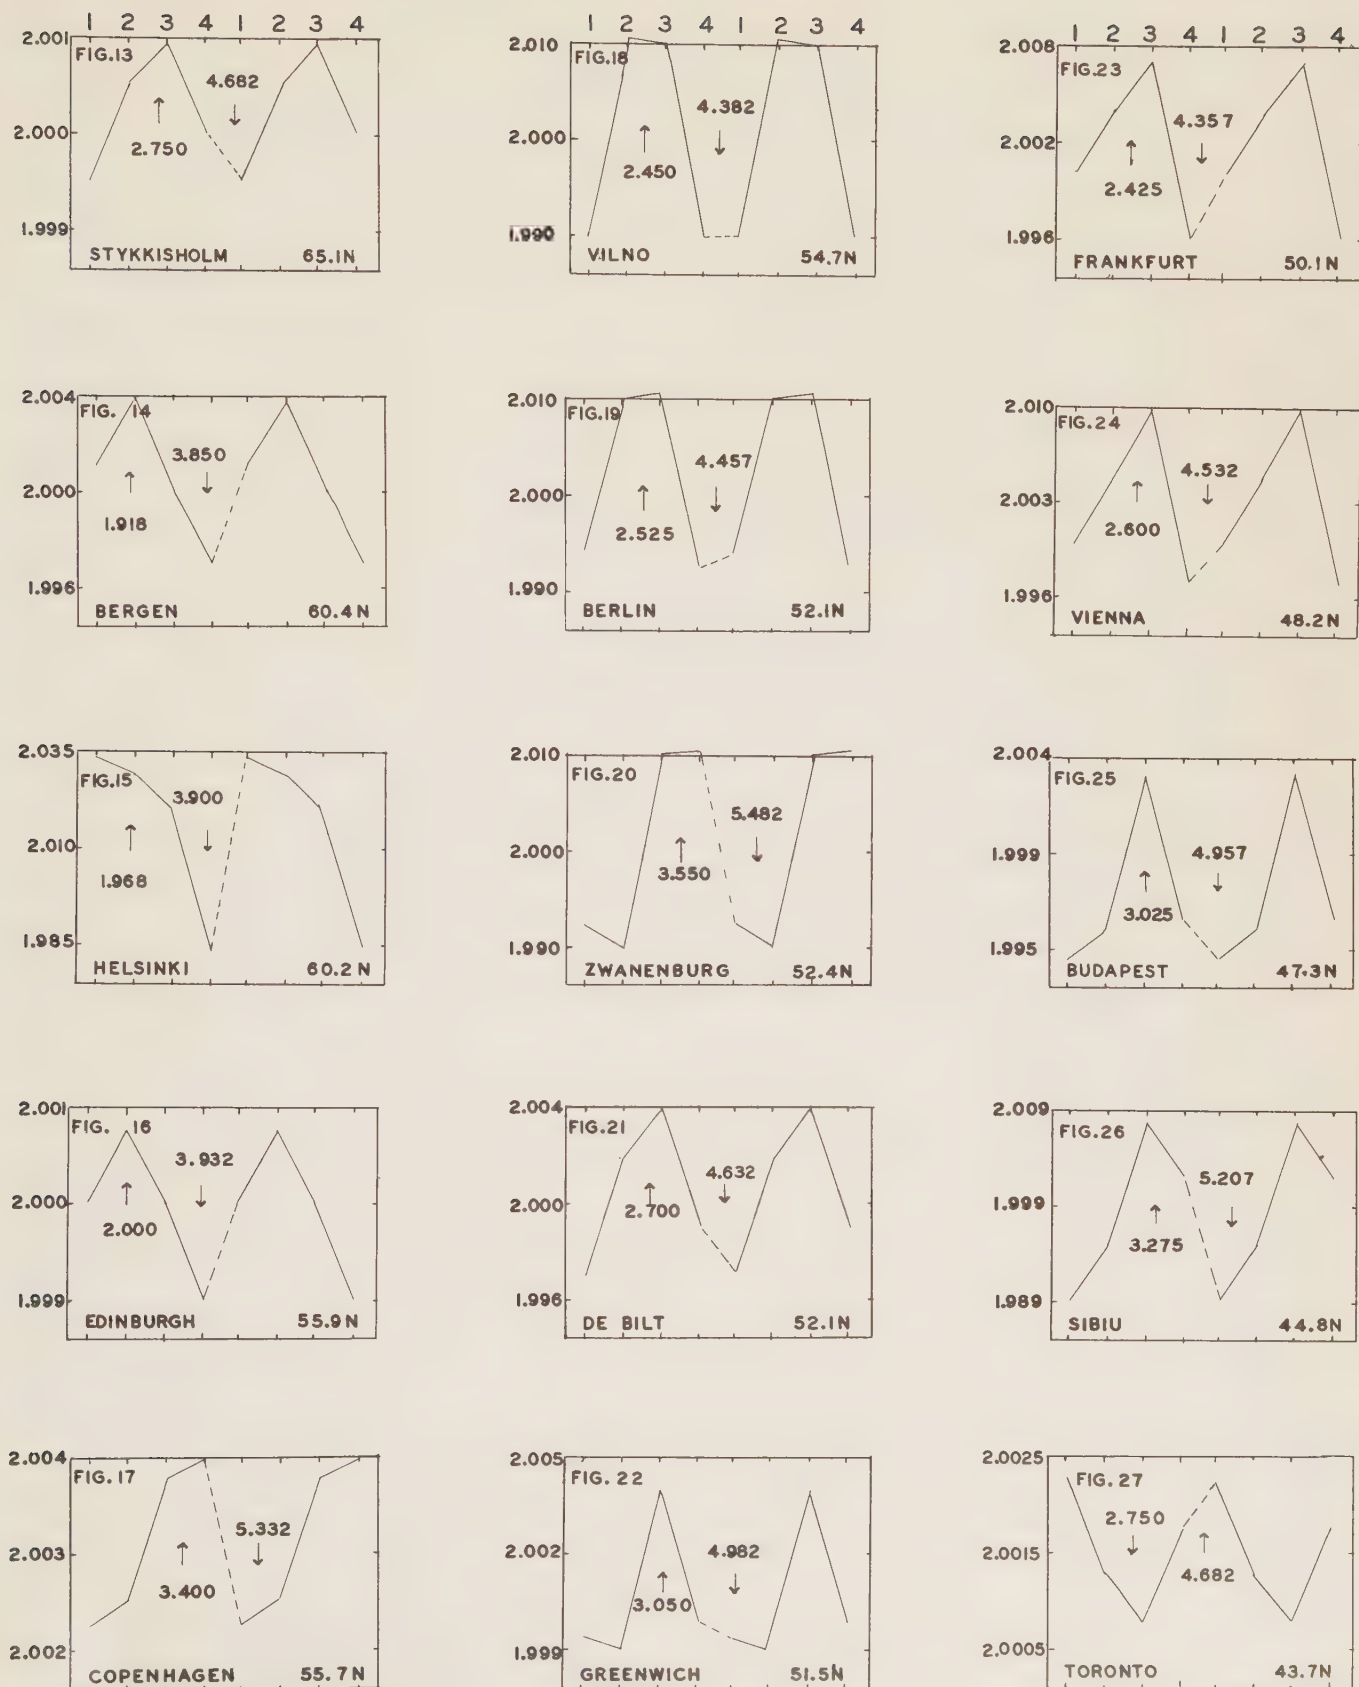 1 2 3 4 1 2 3 4
2.001
FIG.13
4.682
2.000
2.750
1.999
STYKKISHOLM 65.1N
1 2 3 4 1 2 3 4
2.010
FIG.18
4.382
2.000
2.450
1.990
VILNO 54.7N
1 2 3 4 1 2 3 4
2.008
FIG.23
4.357
2.002
2.425
1.996
FRANKFURT 50.1N
2.004
FIG. 14
3.850
2.000
1.918
1.996
BERGEN 60.4N
2.010
FIG.19
4.457
2.000
2.525
1.990
BERLIN 52.1N
2.010
FIG.24
4.532
2.003
2.600
1.996
VIENNA 48.2N
2.035
FIG.15
3.900
2.010
1.968
1.985
HELSINKI 60.2N
2.010
FIG.20
5.482
2.000
3.550
1.990
ZWANENBURG 52.4N
2.004
FIG.25
1.999
4.957
3.025
1.995
BUDAPEST 47.3N
2.001
FIG. 16
3.932
2.000
2.000
1.999
EDINBURGH 55.9N
2.004
FIG.21
4.632
2.000
2.700
1.996
DE BILT 52.1N
2.009
FIG.26
5.207
1.999
3.275
1.989
SIBIU 44.8N
2.004
FIG.17
5.332
2.003
3.400
2.002
COPENHAGEN 55.7N
2.005
FIG. 22
2.002
4.982
3.050
1.999
GREENWICH 51.5N
2.0025
FIG. 27
2.750
2.0015
4.682
2.0005
TORONTO 43.7N